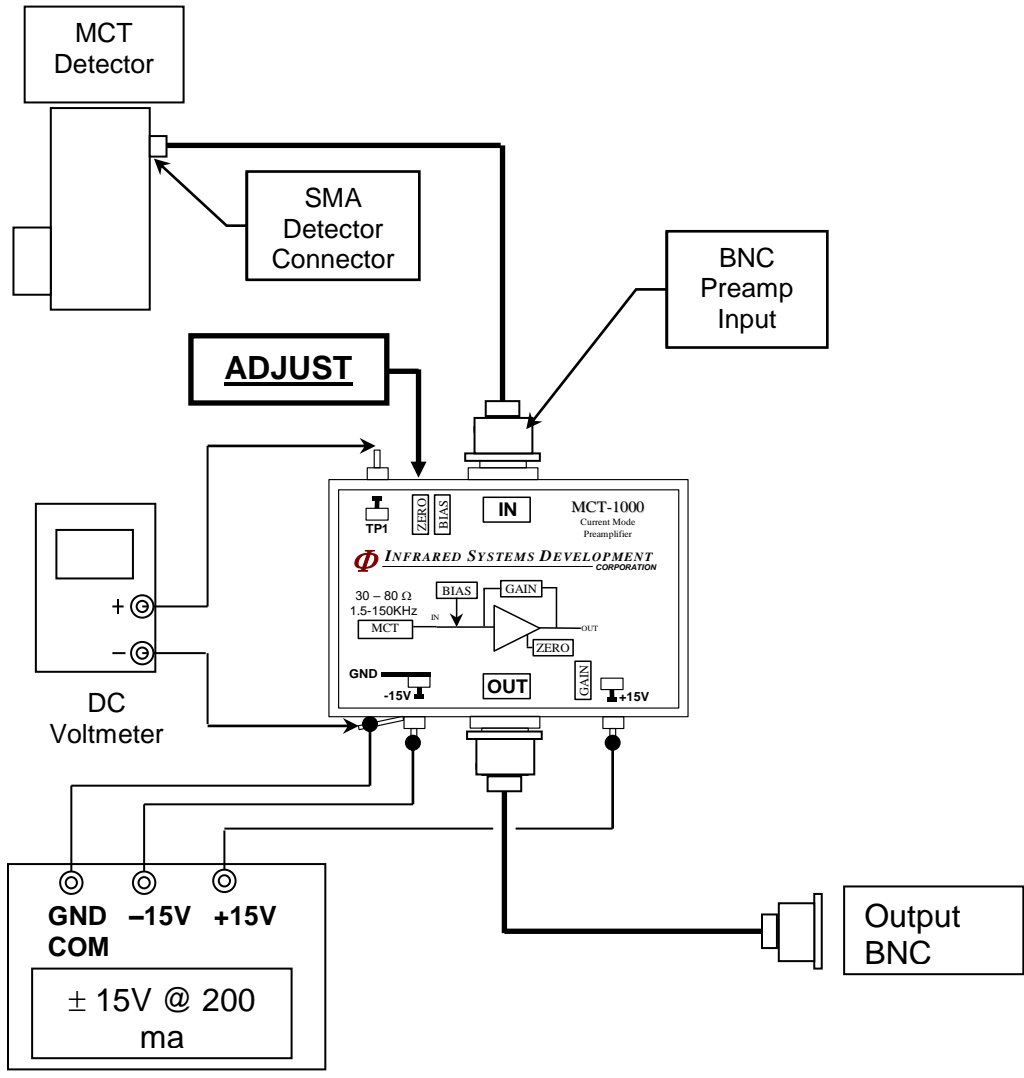 MCT
Detector
SMA
Detector
Connector
BNC
Preamp
Input
ADJUST
TP1
ZERO
BIAS
IN
MCT-1000
Current Mode
Preamplifier
Φ INFRARED SYSTEMS DEVELOPMENT
CORPORATION
30 – 80 Ω
1.5-150KHz
MCT
IN
BIAS
GAIN
OUT
ZERO
GND
-15V
OUT
GAIN
+15V
+
−
DC
Voltmeter
GND
COM
–15V
+15V
± 15V @ 200
ma
Output
BNC